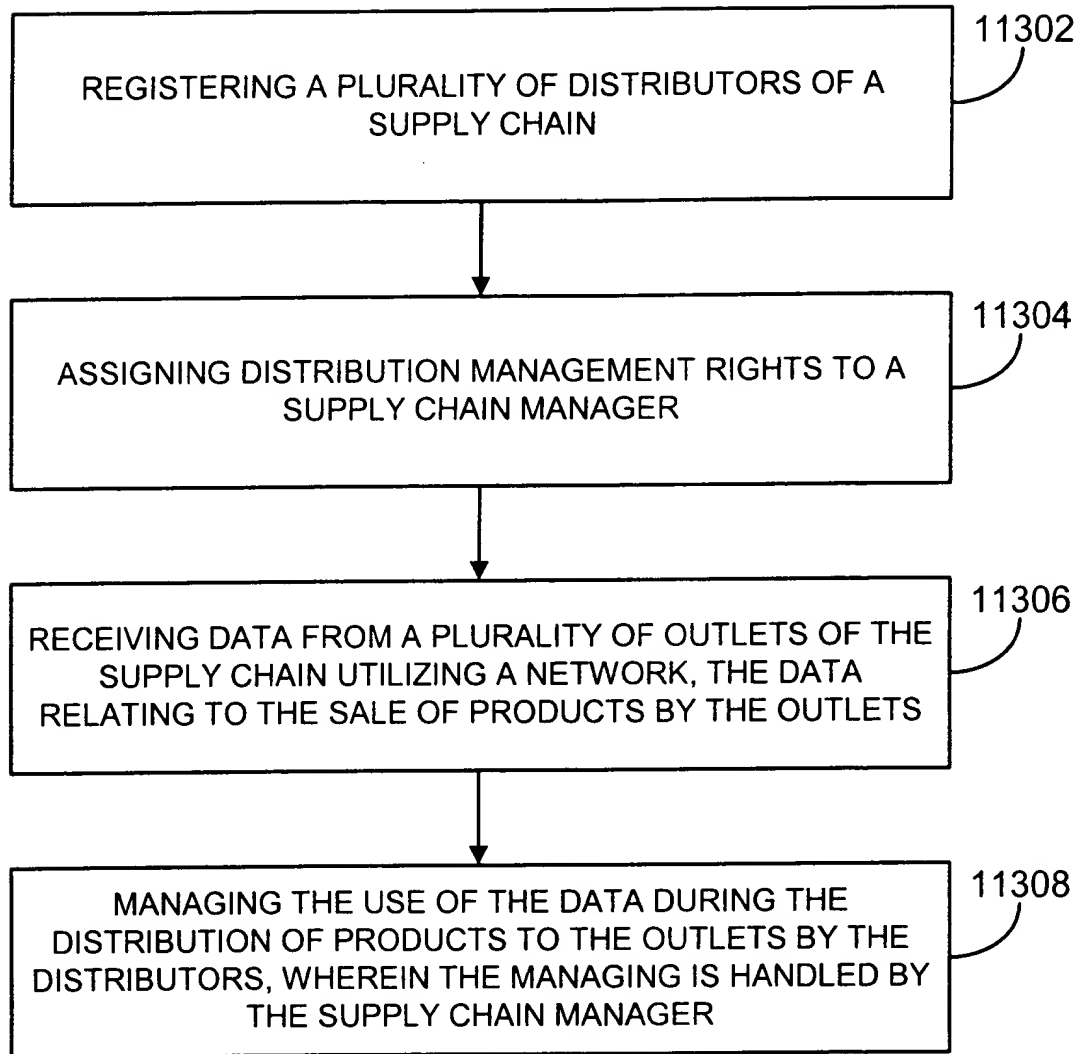 11302
REGISTERING A PLURALITY OF DISTRIBUTORS OF A
SUPPLY CHAIN
11304
ASSIGNING DISTRIBUTION MANAGEMENT RIGHTS TO A
SUPPLY CHAIN MANAGER
11306
RECEIVING DATA FROM A PLURALITY OF OUTLETS OF THE
SUPPLY CHAIN UTILIZING A NETWORK, THE DATA
RELATING TO THE SALE OF PRODUCTS BY THE OUTLETS
11308
MANAGING THE USE OF THE DATA DURING THE
DISTRIBUTION OF PRODUCTS TO THE OUTLETS BY THE
DISTRIBUTORS, WHEREIN THE MANAGING IS HANDLED BY
THE SUPPLY CHAIN MANAGER